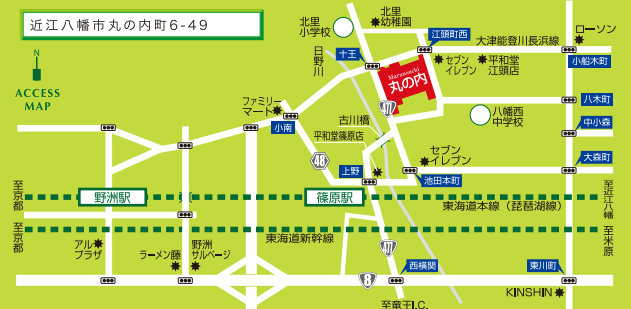 近江八幡市丸の内町6-49
N
ACCESS
MAP
北里
小学校
北里
幼稚園
江頭町西
大津能登川長浜線
ローソン
小船木町
十王
日野川
セブン
イレブン
平和堂
江頭店
Marunouchi
丸の内
477
八木町
八幡西
中学校
中小森
ファミリー
マート
小南
古川橋
平和堂篠原店
48
上野
セブン
イレブン
池田本町
大森町
至京都
野洲駅
篠原駅
東海道本線（琵琶湖線）
至近江八幡
至京都
東海道新幹線
至米原
アル
プラザ
ラーメン藤
野洲
サルベージ
477
8
西横関
東川町
KINSHIN
至竜王I.C.